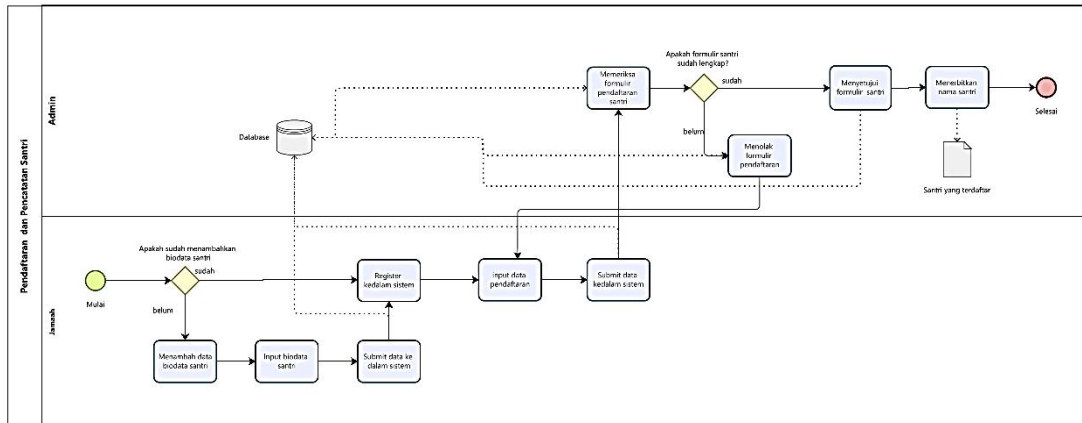 Pendaftaran dan Pencatatan Santri
Admin
Apakah formulir santri
sudah lengkap?
Memeriksa
formulir
pendaftaran
santri
sudah
Menyetujui
formulir santri
Menerbitkan
nama santri
Selesai
Database
belum
Menolak
formulir
pendaftaran
Santri yang terdaftar
Jamaah
Apakah sudah menambahkan
biodata santri
sudah
Mulai
Register
kedalam sistem
input data
pendaftaran
Submit data
kedalam sistem
belum
Menambah data
biodata santri
Input biodata
santri
Submit data ke
dalam sistem